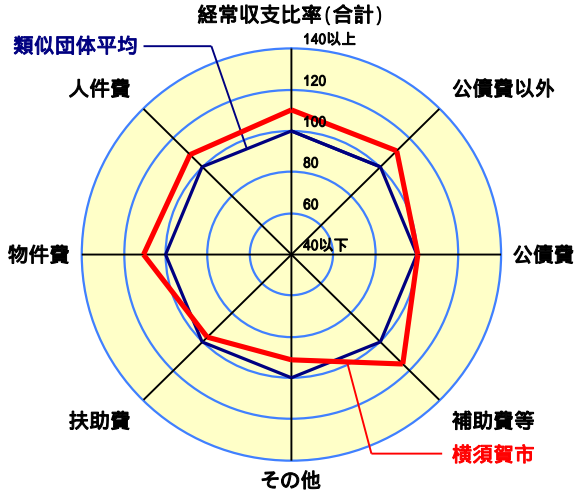 経常収支比率(合計)
140以上
類似団体平均
人件費
120
公債費以外
100
80
60
40以下
物件費
公債費
扶助費
補助費等
横須賀市
その他